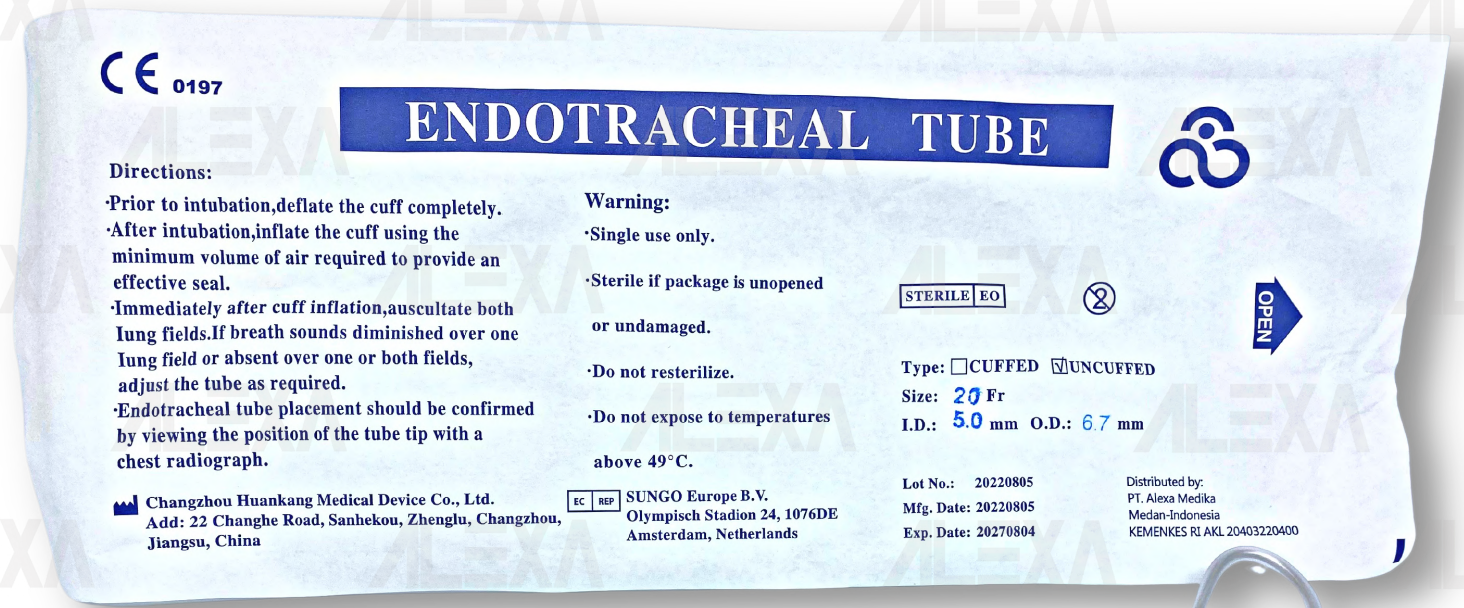 CE 0197
ENDOTRACHEAL TUBE
Directions:
·Prior to intubation,deflate the cuff completely.
·After intubation,inflate the cuff using the
minimum volume of air required to provide an
effective seal.
·Immediately after cuff inflation,auscultate both
Iung fields.If breath sounds diminished over one
Iung field or absent over one or both fields,
adjust the tube as required.
·Endotracheal tube placement should be confirmed
by viewing the position of the tube tip with a
chest radiograph.
Changzhou Huankang Medical Device Co., Ltd.
Add: 22 Changhe Road, Sanhekou, Zhenglu, Changzhou,
Jiangsu, China
Warning:
·Single use only.
·Sterile if package is unopened
or undamaged.
·Do not resterilize.
·Do not expose to temperatures
above 49°C.
EC REP SUNGO Europe B.V.
Olympisch Stadion 24, 1076DE
Amsterdam, Netherlands
STERILE EO 2
OPEN
Type: ☐CUFFED ☑UNCUFFED
Size: 20 Fr
I.D.: 5.0 mm O.D.: 6.7 mm
Lot No.: 20220805
Mfg. Date: 20220805
Exp. Date: 20270804
Distributed by:
PT. Alexa Medika
Medan-Indonesia
KEMENKES RI AKL 20403220400
ALEXA